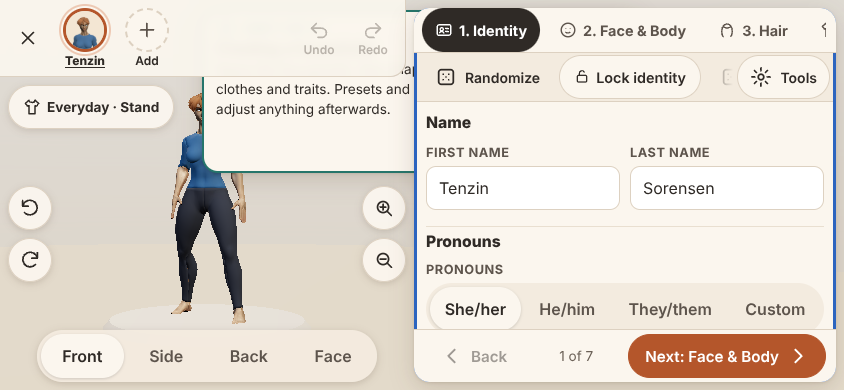 Tenzin
Add
Undo
Redo
clothes and traits. Presets and
adjust anything afterwards.
Everyday · Stand
Front
Side
Back
Face
1. Identity
2. Face & Body
3. Hair
Randomize
Lock identity
Tools
Name
FIRST NAME
LAST NAME
Tenzin
Sorensen
Pronouns
PRONOUNS
She/her
He/him
They/them
Custom
Back
1 of 7
Next: Face & Body